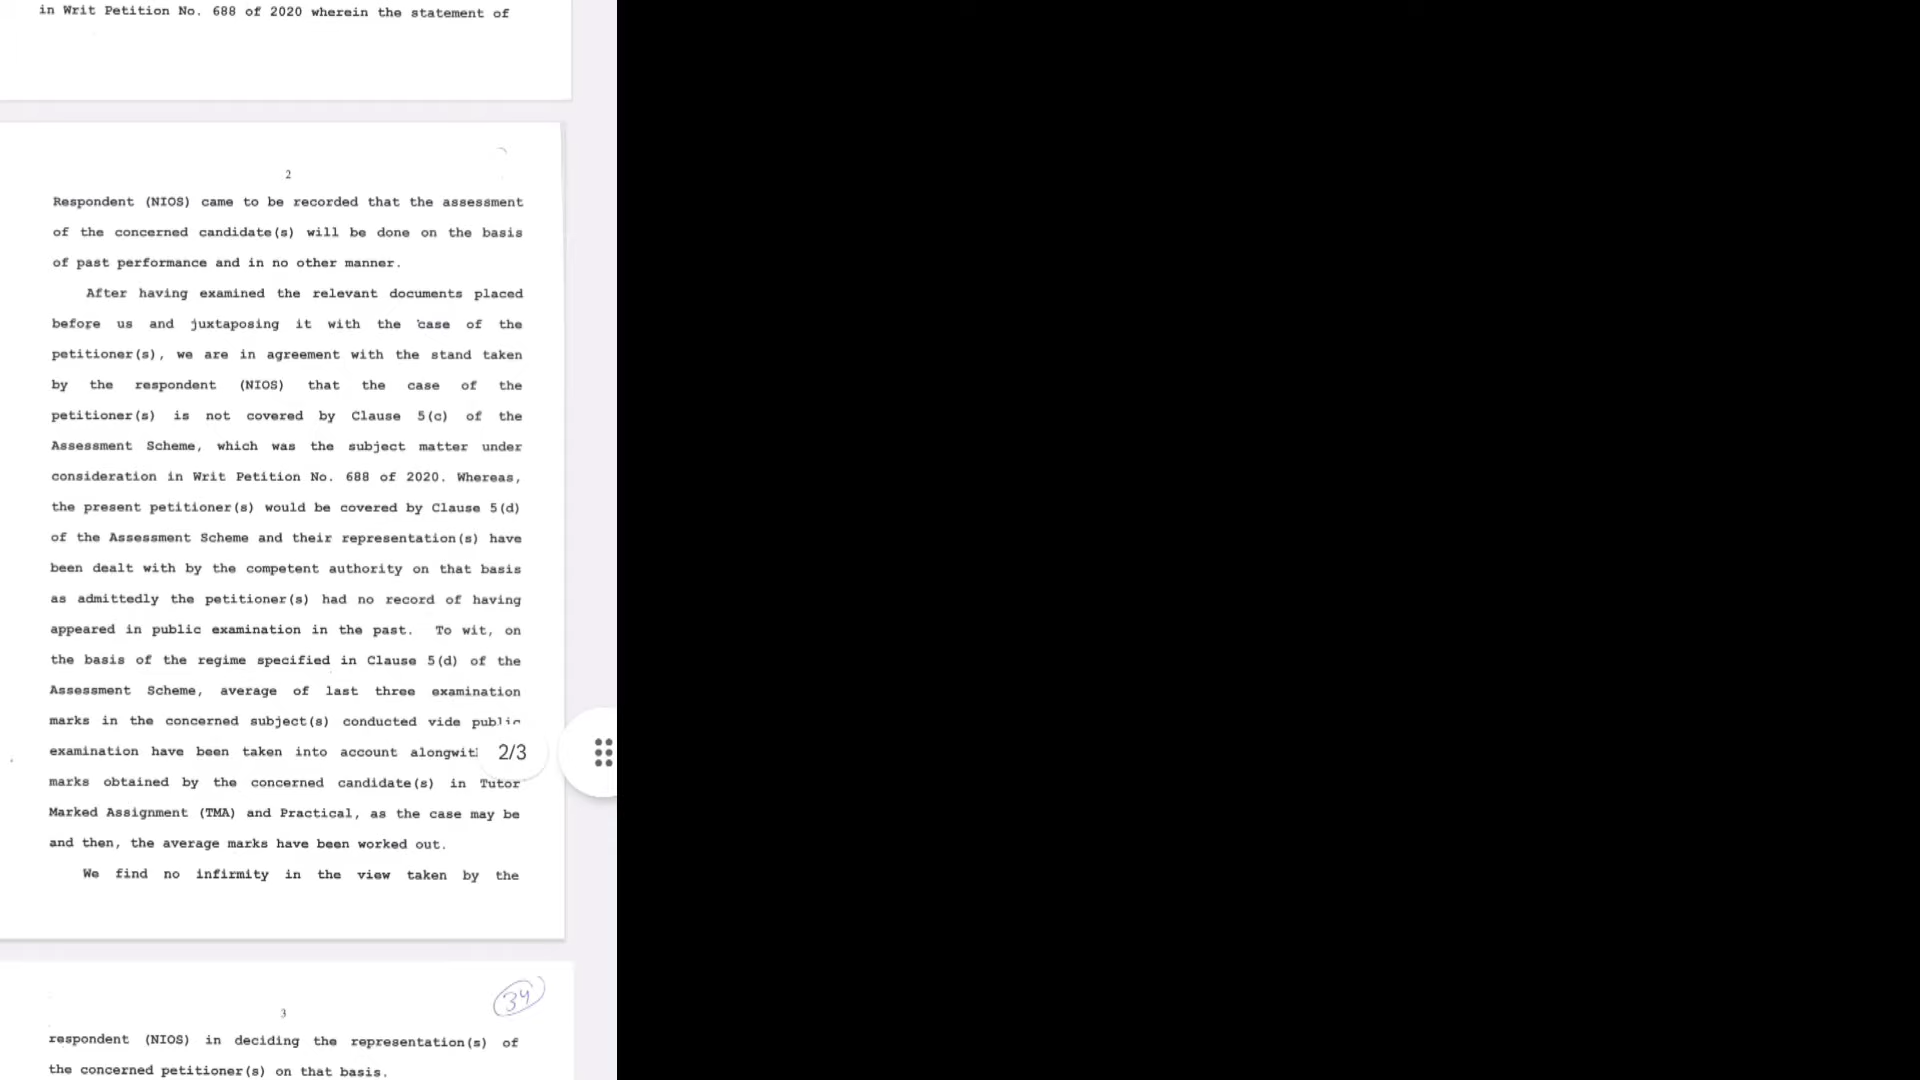 in Writ Petition No. 688 of 2020 wherein the statement of
2
Respondent (NIOS) came to be recorded that the assessment
of the concerned candidate(s) will be done on the basis
of past performance and in no other manner.
After having examined the relevant documents placed
before us and juxtaposing it with the case of the
petitioner(s), we are in agreement with the stand taken
by the respondent (NIOS) that the case of the
petitioner(s) is not covered by Clause 5(c) of the
Assessment Scheme, which was the subject matter under
consideration in Writ Petition No. 688 of 2020. Whereas,
the present petitioner(s) would be covered by Clause 5(d)
of the Assessment Scheme and their representation(s) have
been dealt with by the competent authority on that basis
as admittedly the petitioner(s) had no record of having
appeared in public examination in the past. To wit, on
the basis of the regime specified in Clause 5(d) of the
Assessment Scheme, average of last three examination
marks in the concerned subject(s) conducted vide public
examination have been taken into account
2/3
marks obtained by the concerned candidate(s) in Tutor
Marked Assignment (TMA) and Practical, as the case may be
and then, the average marks have been worked out.
We find no infirmity in the view taken by the
34
3
respondent (NIOS) in deciding the representation(s) of
the concerned petitioner(s) on that basis.